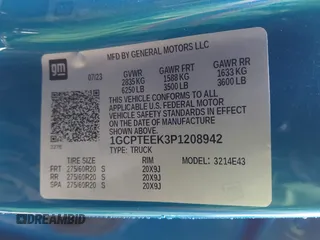 MFD BY GENERAL MOTORS LLC
gm
07/23
GVWR GAWR FRT GAWR RR
2835 KG 1588 KG 1633 KG
6250 LB 3500 LB 3600 LB
THIS VEHICLE CONFORMS TO ALL
APPLICABLE U.S. FEDERAL MOTOR
VEHICLE SAFETY STANDARDS IN EFFECT
ON THE DATE OF MANUFACTURE
SHOWN ABOVE.
1GCPTEEK3P1208942
TYPE: TRUCK MODEL: 3214E43
TIRE SIZE RIM
FRT 275/60R20 S 20X9J
RR 275/60R20 S 20X9J
SPA 275/60R20 S 20X9J
DREAMBID